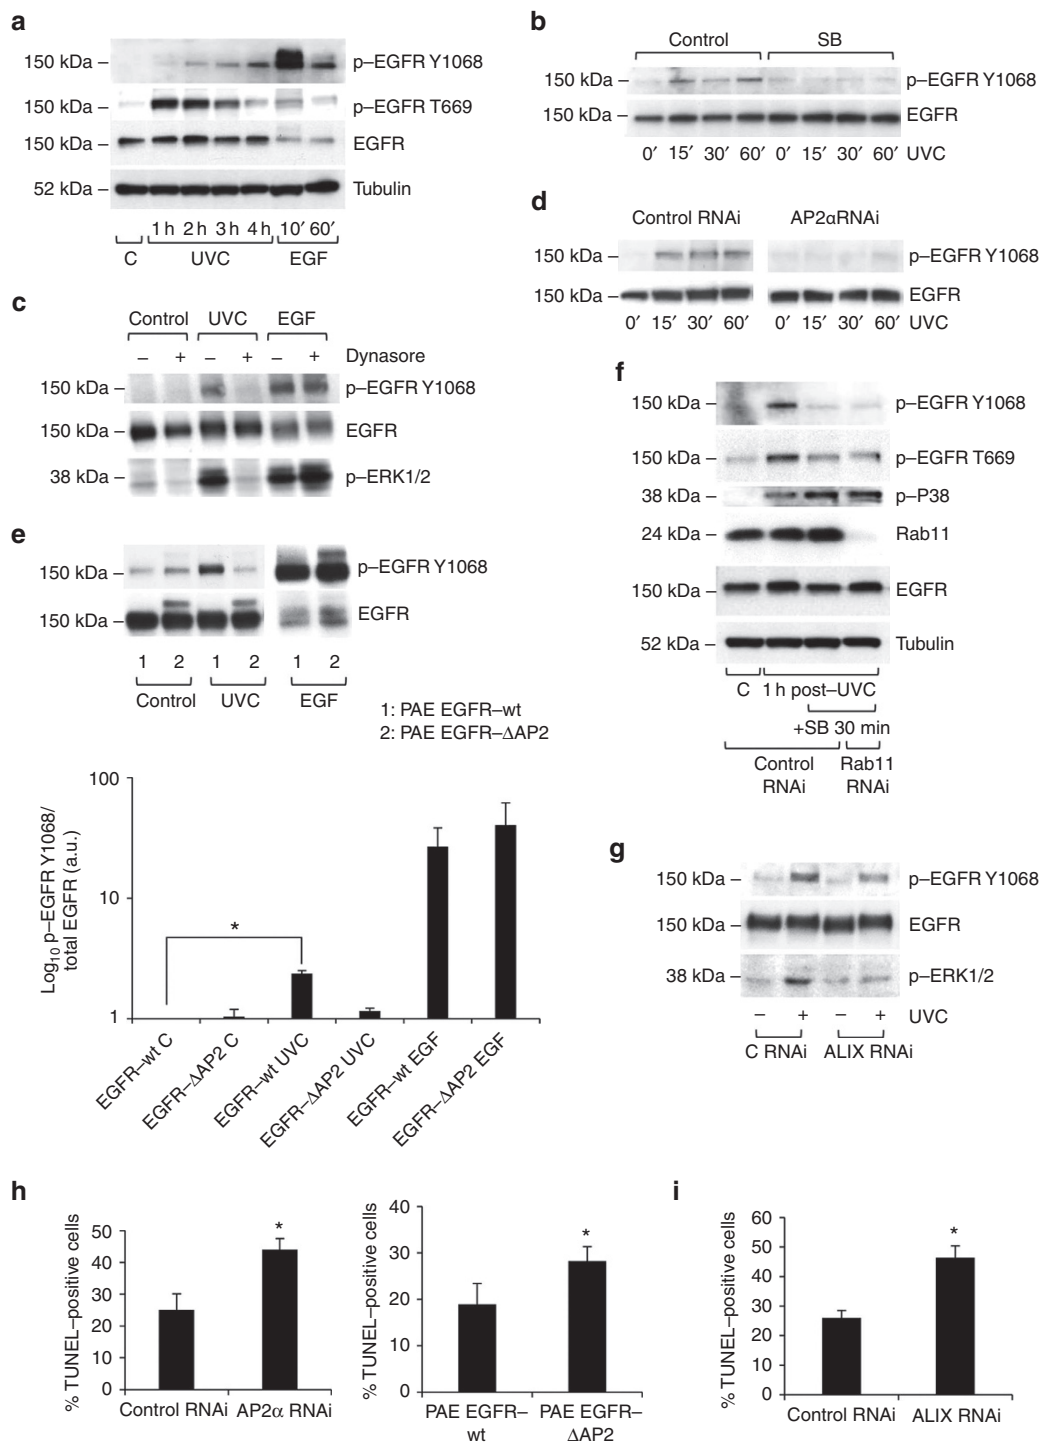 a
150 kDa – p–EGFR Y1068
150 kDa – p–EGFR T669
150 kDa – EGFR
52 kDa – Tubulin
1 h 2 h 3 h 4 h 10′ 60′
C UVC EGF
b
Control SB
150 kDa – p–EGFR Y1068
150 kDa – EGFR
0′ 15′ 30′ 60′ 0′ 15′ 30′ 60′ UVC
c
Control UVC EGF
– + – + – + Dynasore
150 kDa – p–EGFR Y1068
150 kDa – EGFR
38 kDa – p–ERK1/2
d
Control RNAi AP2αRNAi
150 kDa – p–EGFR Y1068
150 kDa – EGFR
0′ 15′ 30′ 60′ 0′ 15′ 30′ 60′ UVC
e
150 kDa – p–EGFR Y1068
150 kDa – EGFR
1 2 1 2 1 2
Control UVC EGF
1: PAE EGFR–wt
2: PAE EGFR–ΔAP2
Log10 p–EGFR Y1068/
total EGFR (a.u.)
100
10
1
*
EGFR–wt C
EGFR–ΔAP2 C
EGFR–wt UVC
EGFR–ΔAP2 UVC
EGFR–wt EGF
EGFR–ΔAP2 EGF
f
150 kDa – p–EGFR Y1068
150 kDa – p–EGFR T669
38 kDa – p–P38
24 kDa – Rab11
150 kDa – EGFR
52 kDa – Tubulin
C 1 h post–UVC
+SB 30 min
Control Rab11
RNAi RNAi
g
150 kDa – p–EGFR Y1068
150 kDa – EGFR
38 kDa – p–ERK1/2
– + – + UVC
C RNAi ALIX RNAi
h
% TUNEL–positive cells
50
40
30
20
10
0
*
Control RNAi AP2α RNAi
% TUNEL–positive cells
40
30
20
10
0
*
PAE EGFR– PAE EGFR–
wt ΔAP2
i
% TUNEL–positive cells
60
50
40
30
20
10
0
*
Control RNAi ALIX RNAi